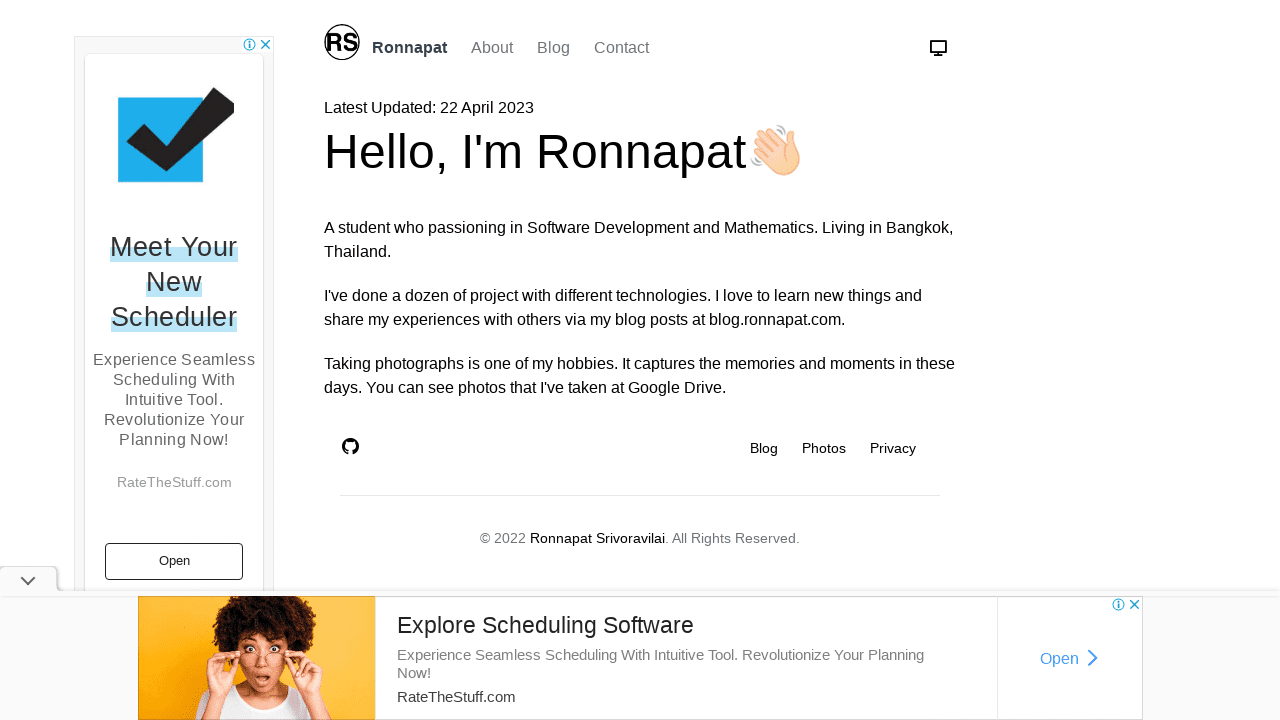 RS
Ronnapat About Blog Contact
Latest Updated: 22 April 2023
Hello, I'm Ronnapat👋🏻
A student who passioning in Software Development and Mathematics. Living in Bangkok,
Thailand.
I've done a dozen of project with different technologies. I love to learn new things and
share my experiences with others via my blog posts at blog.ronnapat.com.
Taking photographs is one of my hobbies. It captures the memories and moments in these
days. You can see photos that I've taken at Google Drive.
Blog Photos Privacy
© 2022 Ronnapat Srivoravilai. All Rights Reserved.
Meet Your
New
Scheduler
Experience Seamless
Scheduling With
Intuitive Tool.
Revolutionize Your
Planning Now!
RateTheStuff.com
Open
Explore Scheduling Software
Experience Seamless Scheduling With Intuitive Tool. Revolutionize Your Planning
Now!
RateTheStuff.com
Open